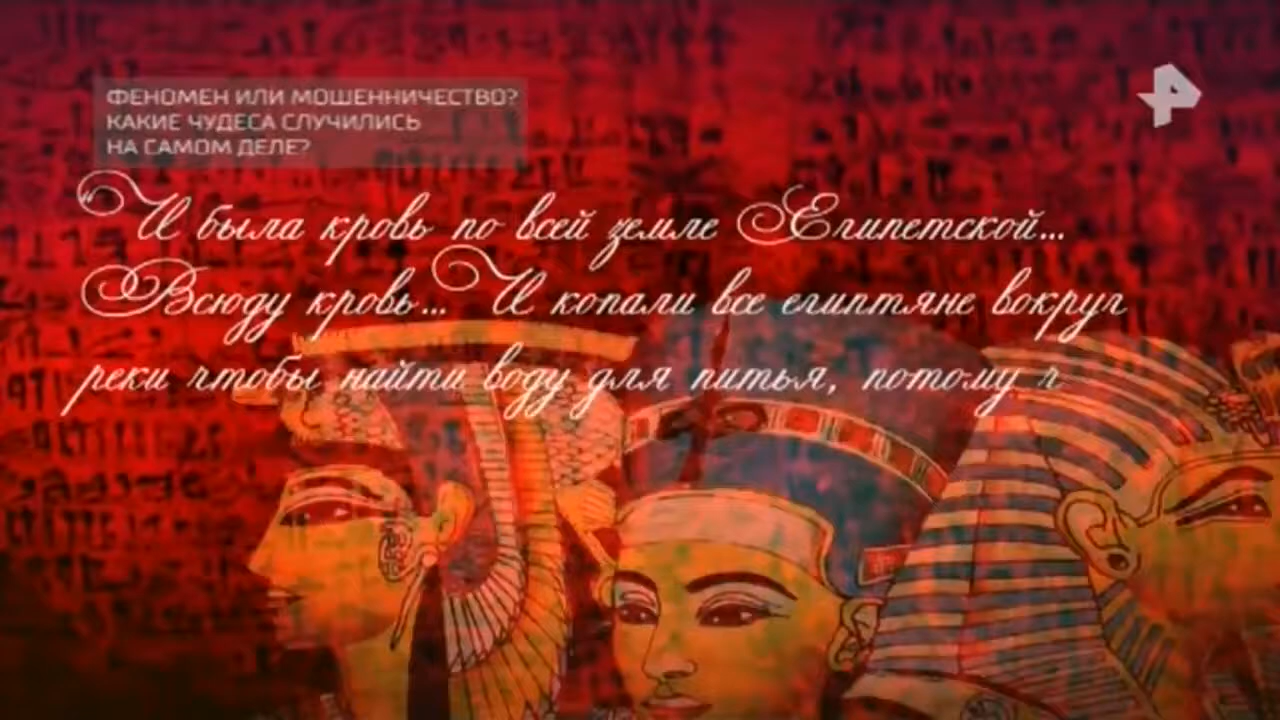 ФЕНОМЕН ИЛИ МОШЕННИЧЕСТВО?
КАКИЕ ЧУДЕСА СЛУЧИЛИСЬ
НА САМОМ ДЕЛЕ?
"И была кровь по всей земле Египетской...
Всюду кровь... И копали все египтяне вокруг
реки чтобы найти воду для питья, потому ч